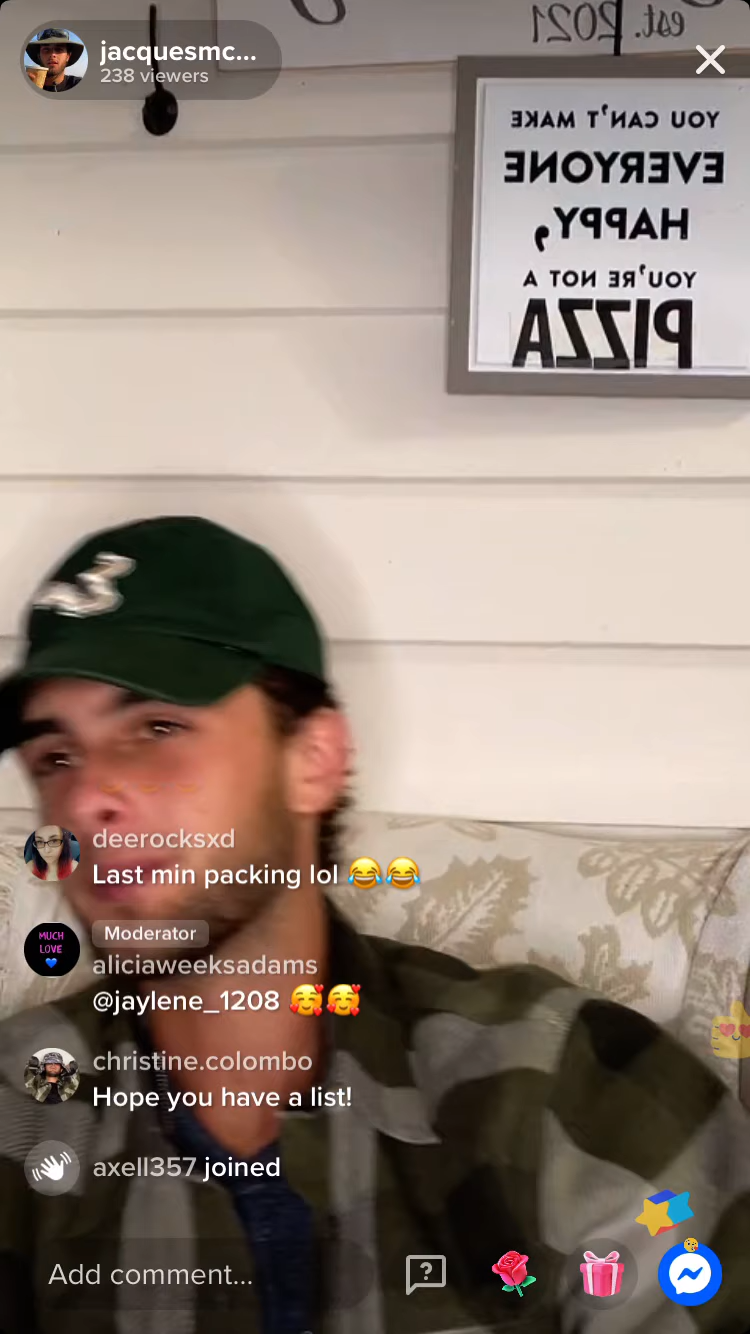 est. 2021
jacquesmc...
238 viewers
YOU CAN'T MAKE
EVERYONE
HAPPY,
YOU'RE NOT A
PIZZA
deerocksxd
Last min packing lol 😂😂
MUCH
LOVE
💙
Moderator
aliciaweeksadams
@jaylene_1208 🥰🥰
christine.colombo
Hope you have a list!
axell357 joined
Add comment...